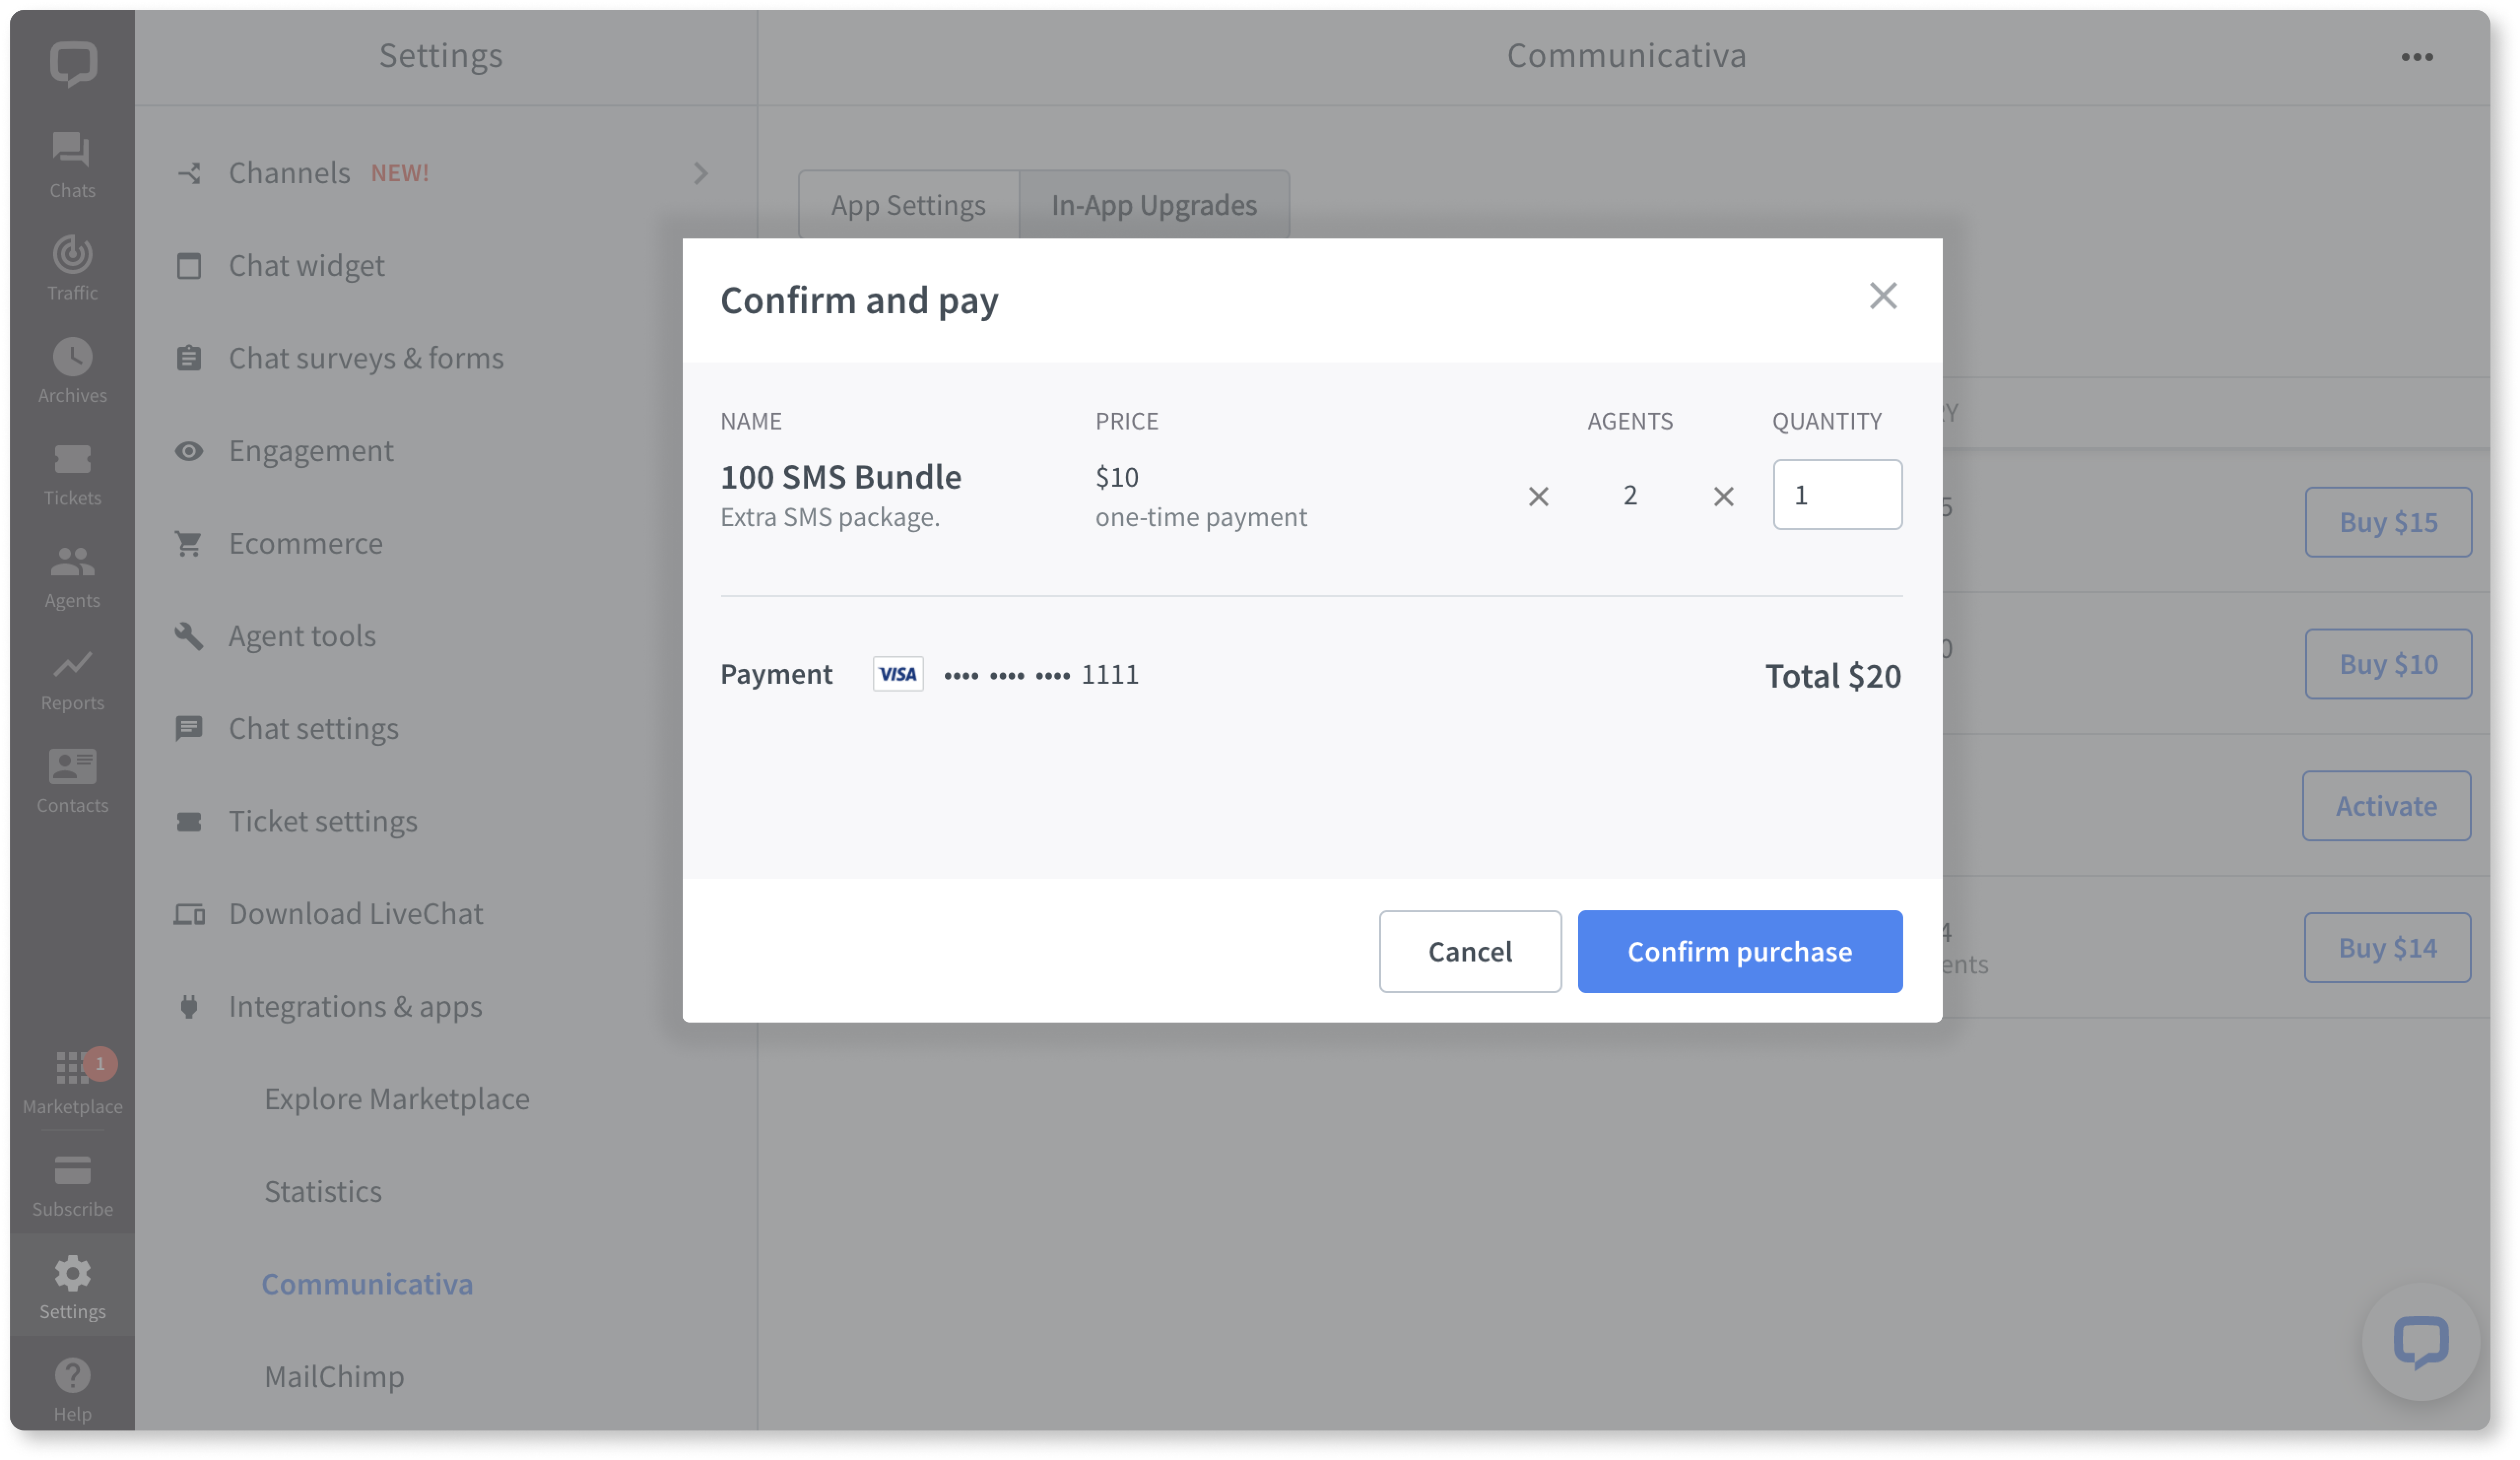 Settings
Communicativa
Chats
Traffic
Archives
Tickets
Agents
Reports
Contacts
1
Marketplace
Subscribe
Settings
Help
Channels NEW!
Chat widget
Chat surveys & forms
Engagement
Ecommerce
Agent tools
Chat settings
Ticket settings
Download LiveChat
Integrations & apps
Explore Marketplace
Statistics
Communicativa
MailChimp
App Settings
In-App Upgrades
Confirm and pay
NAME PRICE AGENTS QUANTITY
100 SMS Bundle $10 × 2 × 1
Extra SMS package. one-time payment
Payment VISA •••• •••• •••• 1111 Total $20
Cancel Confirm purchase
Buy $15
Buy $10
Activate
Buy $14